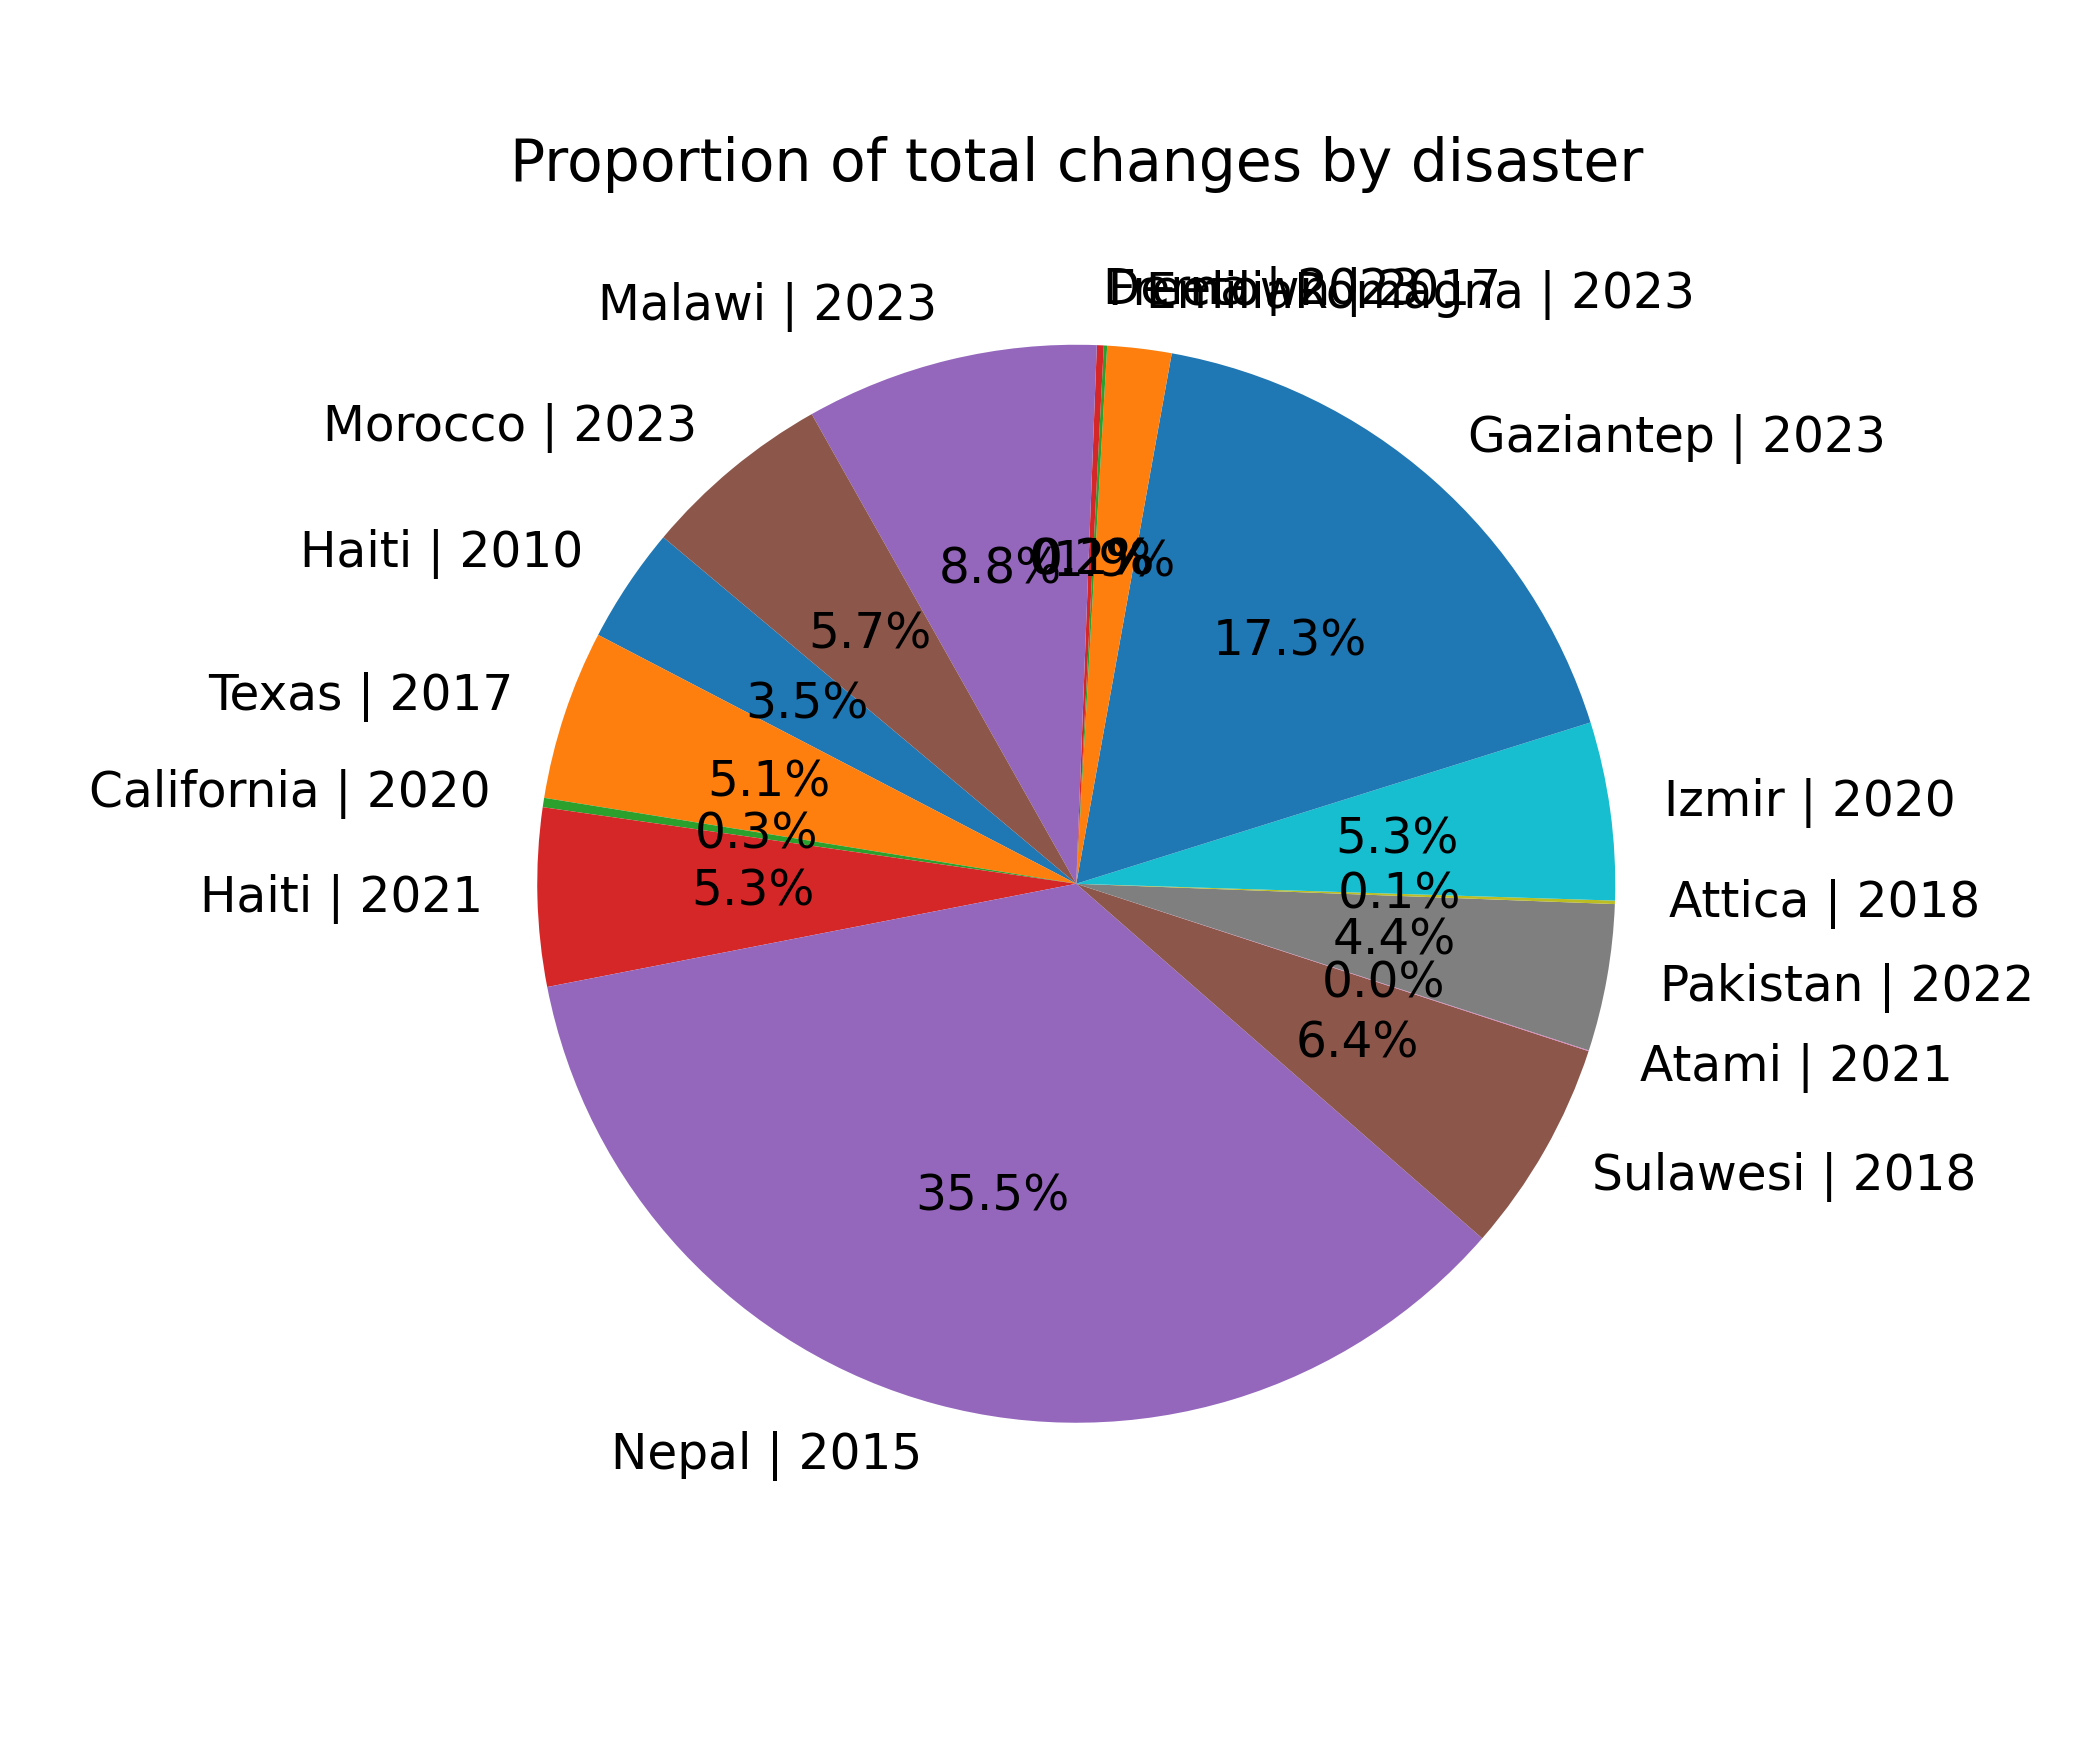 Proportion of total changes by disaster
Malawi | 2023
| 2023
Morocco | 2023
Gaziantep | 2023
Haiti | 2010
8.8%
1.9%
5.7%
17.3%
Texas | 2017
3.5%
California | 2020
5.1%
Izmir | 2020
0.3%
5.3%
Haiti | 2021
5.3%
0.1%
Attica | 2018
4.4%
Pakistan | 2022
0.0%
6.4%
Atami | 2021
Sulawesi | 2018
35.5%
Nepal | 2015